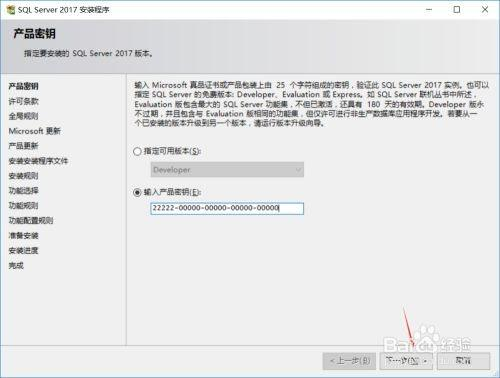 SQL Server 2017 安装程序
产品密钥
指定要安装的 SQL Server 2017 版本。
产品密钥
许可条款
全局规则
Microsoft 更新
产品更新
安装安装程序文件
安装规则
功能选择
功能规则
功能配置规则
准备安装
安装进度
完成
输入 Microsoft 真品证书或产品包装上由 25 个字符组成的密钥，验证此 SQL Server 2017 实例。也可以
指定 SQL Server 的免费版本: Developer、Evaluation 或 Express。如 SQL Server 联机丛书中所述，
Evaluation 版包含最大的 SQL Server 功能集，不但已激活，还具有 180 天的有效期。Developer 版永
不过期，并且包含与 Evaluation 版相同的功能集，但仅许可进行非生产数据库应用程序开发。若要从一
个已安装的版本升级到另一个版本，请运行版本升级向导。
指定可用版本(S):
Developer
输入产品密钥(E):
22222-00000-00000-00000-00000
< 上一步(B)
下一步(N) >
取消
Baidu 经验